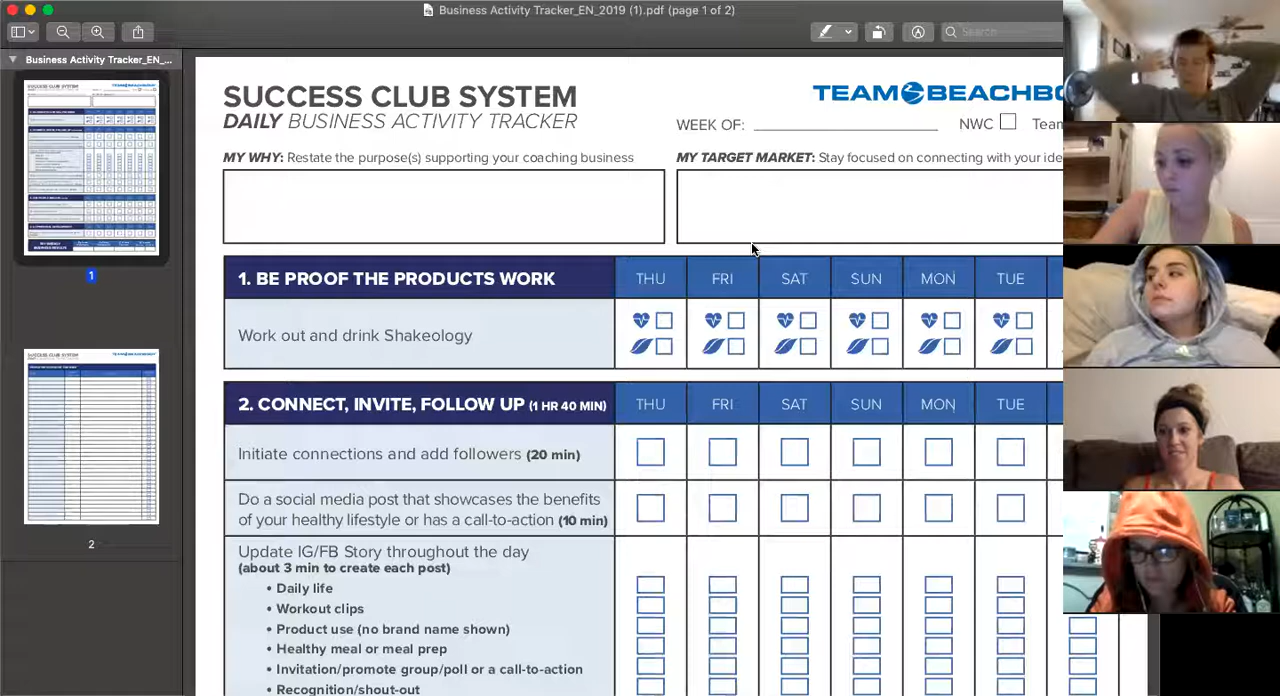 Business Activity Tracker_EN_2019 (1).pdf (page 1 of 2)
Search
Business Activity Tracker_EN_...
1
2
SUCCESS CLUB SYSTEM
DAILY BUSINESS ACTIVITY TRACKER
TEAM BEACHBO
WEEK OF: NWC Team
MY WHY: Restate the purpose(s) supporting your coaching business
MY TARGET MARKET: Stay focused on connecting with your ide
1. BE PROOF THE PRODUCTS WORK THU FRI SAT SUN MON TUE
Work out and drink Shakeology
2. CONNECT, INVITE, FOLLOW UP (1 HR 40 MIN) THU FRI SAT SUN MON TUE
Initiate connections and add followers (20 min)
Do a social media post that showcases the benefits
of your healthy lifestyle or has a call-to-action (10 min)
Update IG/FB Story throughout the day
(about 3 min to create each post)
• Daily life
• Workout clips
• Product use (no brand name shown)
• Healthy meal or meal prep
• Invitation/promote group/poll or a call-to-action
• Recognition/shout-out